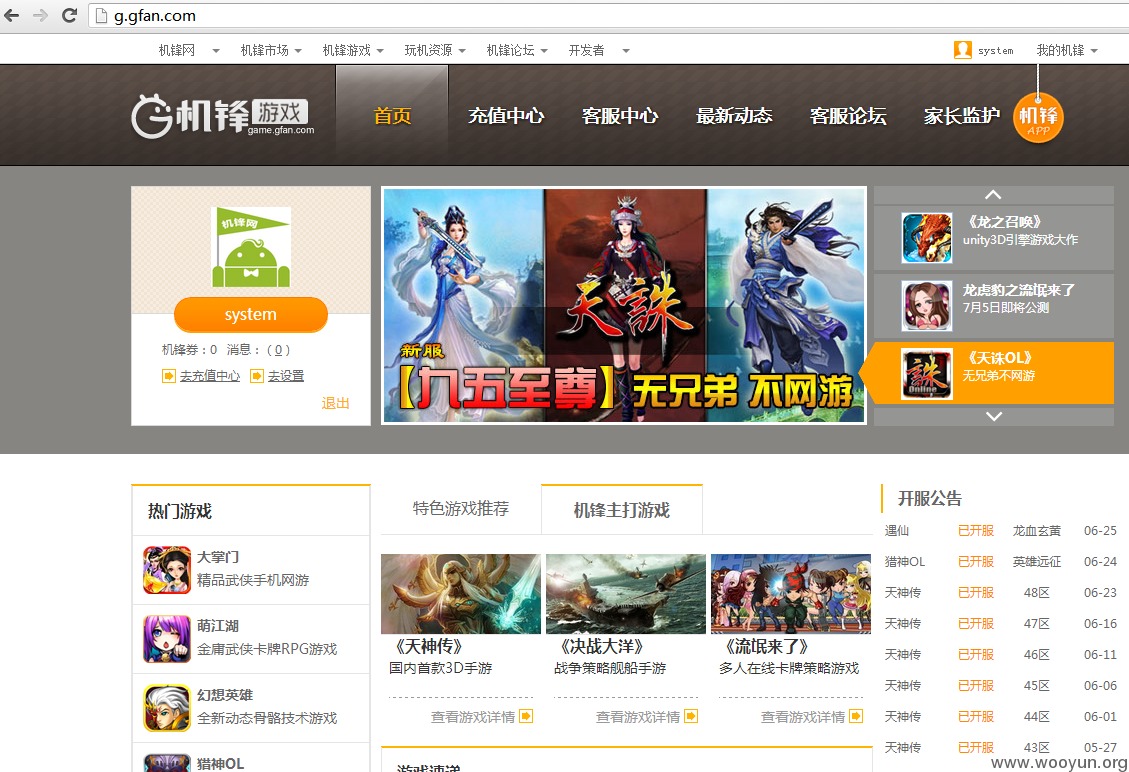 g.gfan.com
机锋网 机锋市场 机锋游戏 玩机资源 机锋论坛 开发者 system 我的机锋
机锋 游戏
game.gfan.com
首页 充值中心 客服中心 最新动态 客服论坛 家长监护
机锋
APP
机锋网
system
机锋券：0 消息：（0）
去充值中心 去设置
退出
天誅
新服
【九五至尊】无兄弟 不网游
《龙之召唤》
unity3D引擎游戏大作
龙虎豹之流氓来了
7月5日即将公测
誅
Online
《天诛OL》
无兄弟不网游
热门游戏
大掌门
精品武侠手机网游
萌江湖
金庸武侠卡牌RPG游戏
幻想英雄
全新动态骨骼技术游戏
猎神OL
特色游戏推荐 机锋主打游戏
《天神传》
国内首款3D手游
查看游戏详情
《决战大洋》
战争策略舰船手游
查看游戏详情
《流氓来了》
多人在线卡牌策略游戏
查看游戏详情
游戏速递
开服公告
遇仙 已开服 龙血玄黄 06-25
猎神OL 已开服 英雄远征 06-24
天神传 已开服 48区 06-23
天神传 已开服 47区 06-16
天神传 已开服 46区 06-11
天神传 已开服 45区 06-06
天神传 已开服 44区 06-01
天神传 已开服 43区 05-27
www.wooyun.org